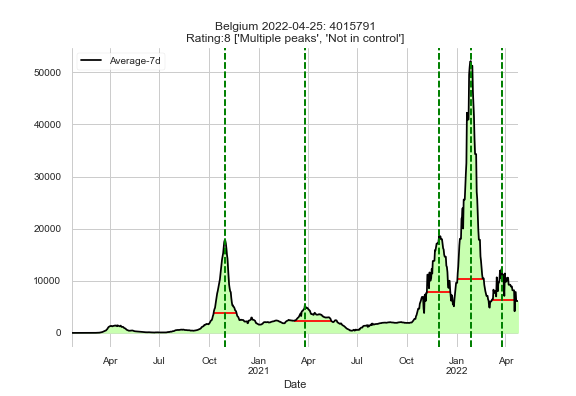 Belgium 2022-04-25: 4015791
Rating:8 ['Multiple peaks', 'Not in control']
Average-7d
50000
40000
30000
20000
10000
0
Apr Jul Oct Jan Apr Jul Oct Jan Apr
2021 2022
Date